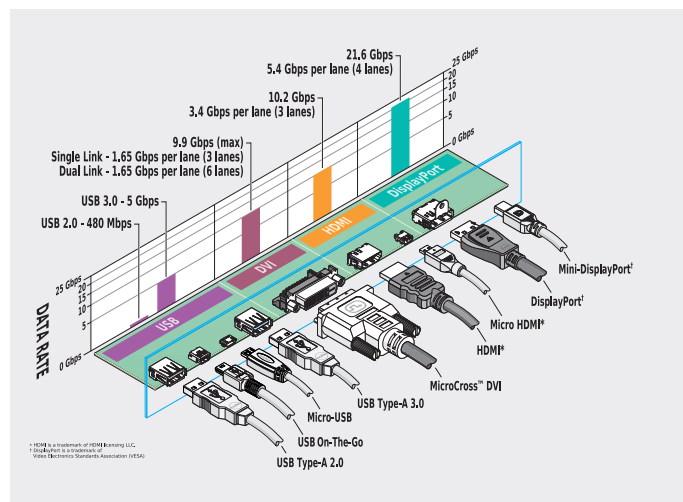 21.6 Gbps
5.4 Gbps per lane (4 lanes)
10.2 Gbps
3.4 Gbps per lane (3 lanes)
9.9 Gbps (max)
Single Link - 1.65 Gbps per lane (3 lanes)
Dual Link - 1.65 Gbps per lane (6 lanes)
USB 3.0 - 5 Gbps
USB 2.0 - 480 Mbps
25 Gbps
20
15
10
5
0 Gbps
25 Gbps
20
15
10
5
0 Gbps
DATA RATE
USB
DVI
HDMI
DisplayPort
Mini-DisplayPort†
DisplayPort†
Micro HDMI*
HDMI*
MicroCross™ DVI
USB Type-A 3.0
Micro-USB
USB On-The-Go
USB Type-A 2.0
* HDMI is a trademark of HDMI licensing LLC.
† DisplayPort is a trademark of
Video Electronics Standards Association (VESA)